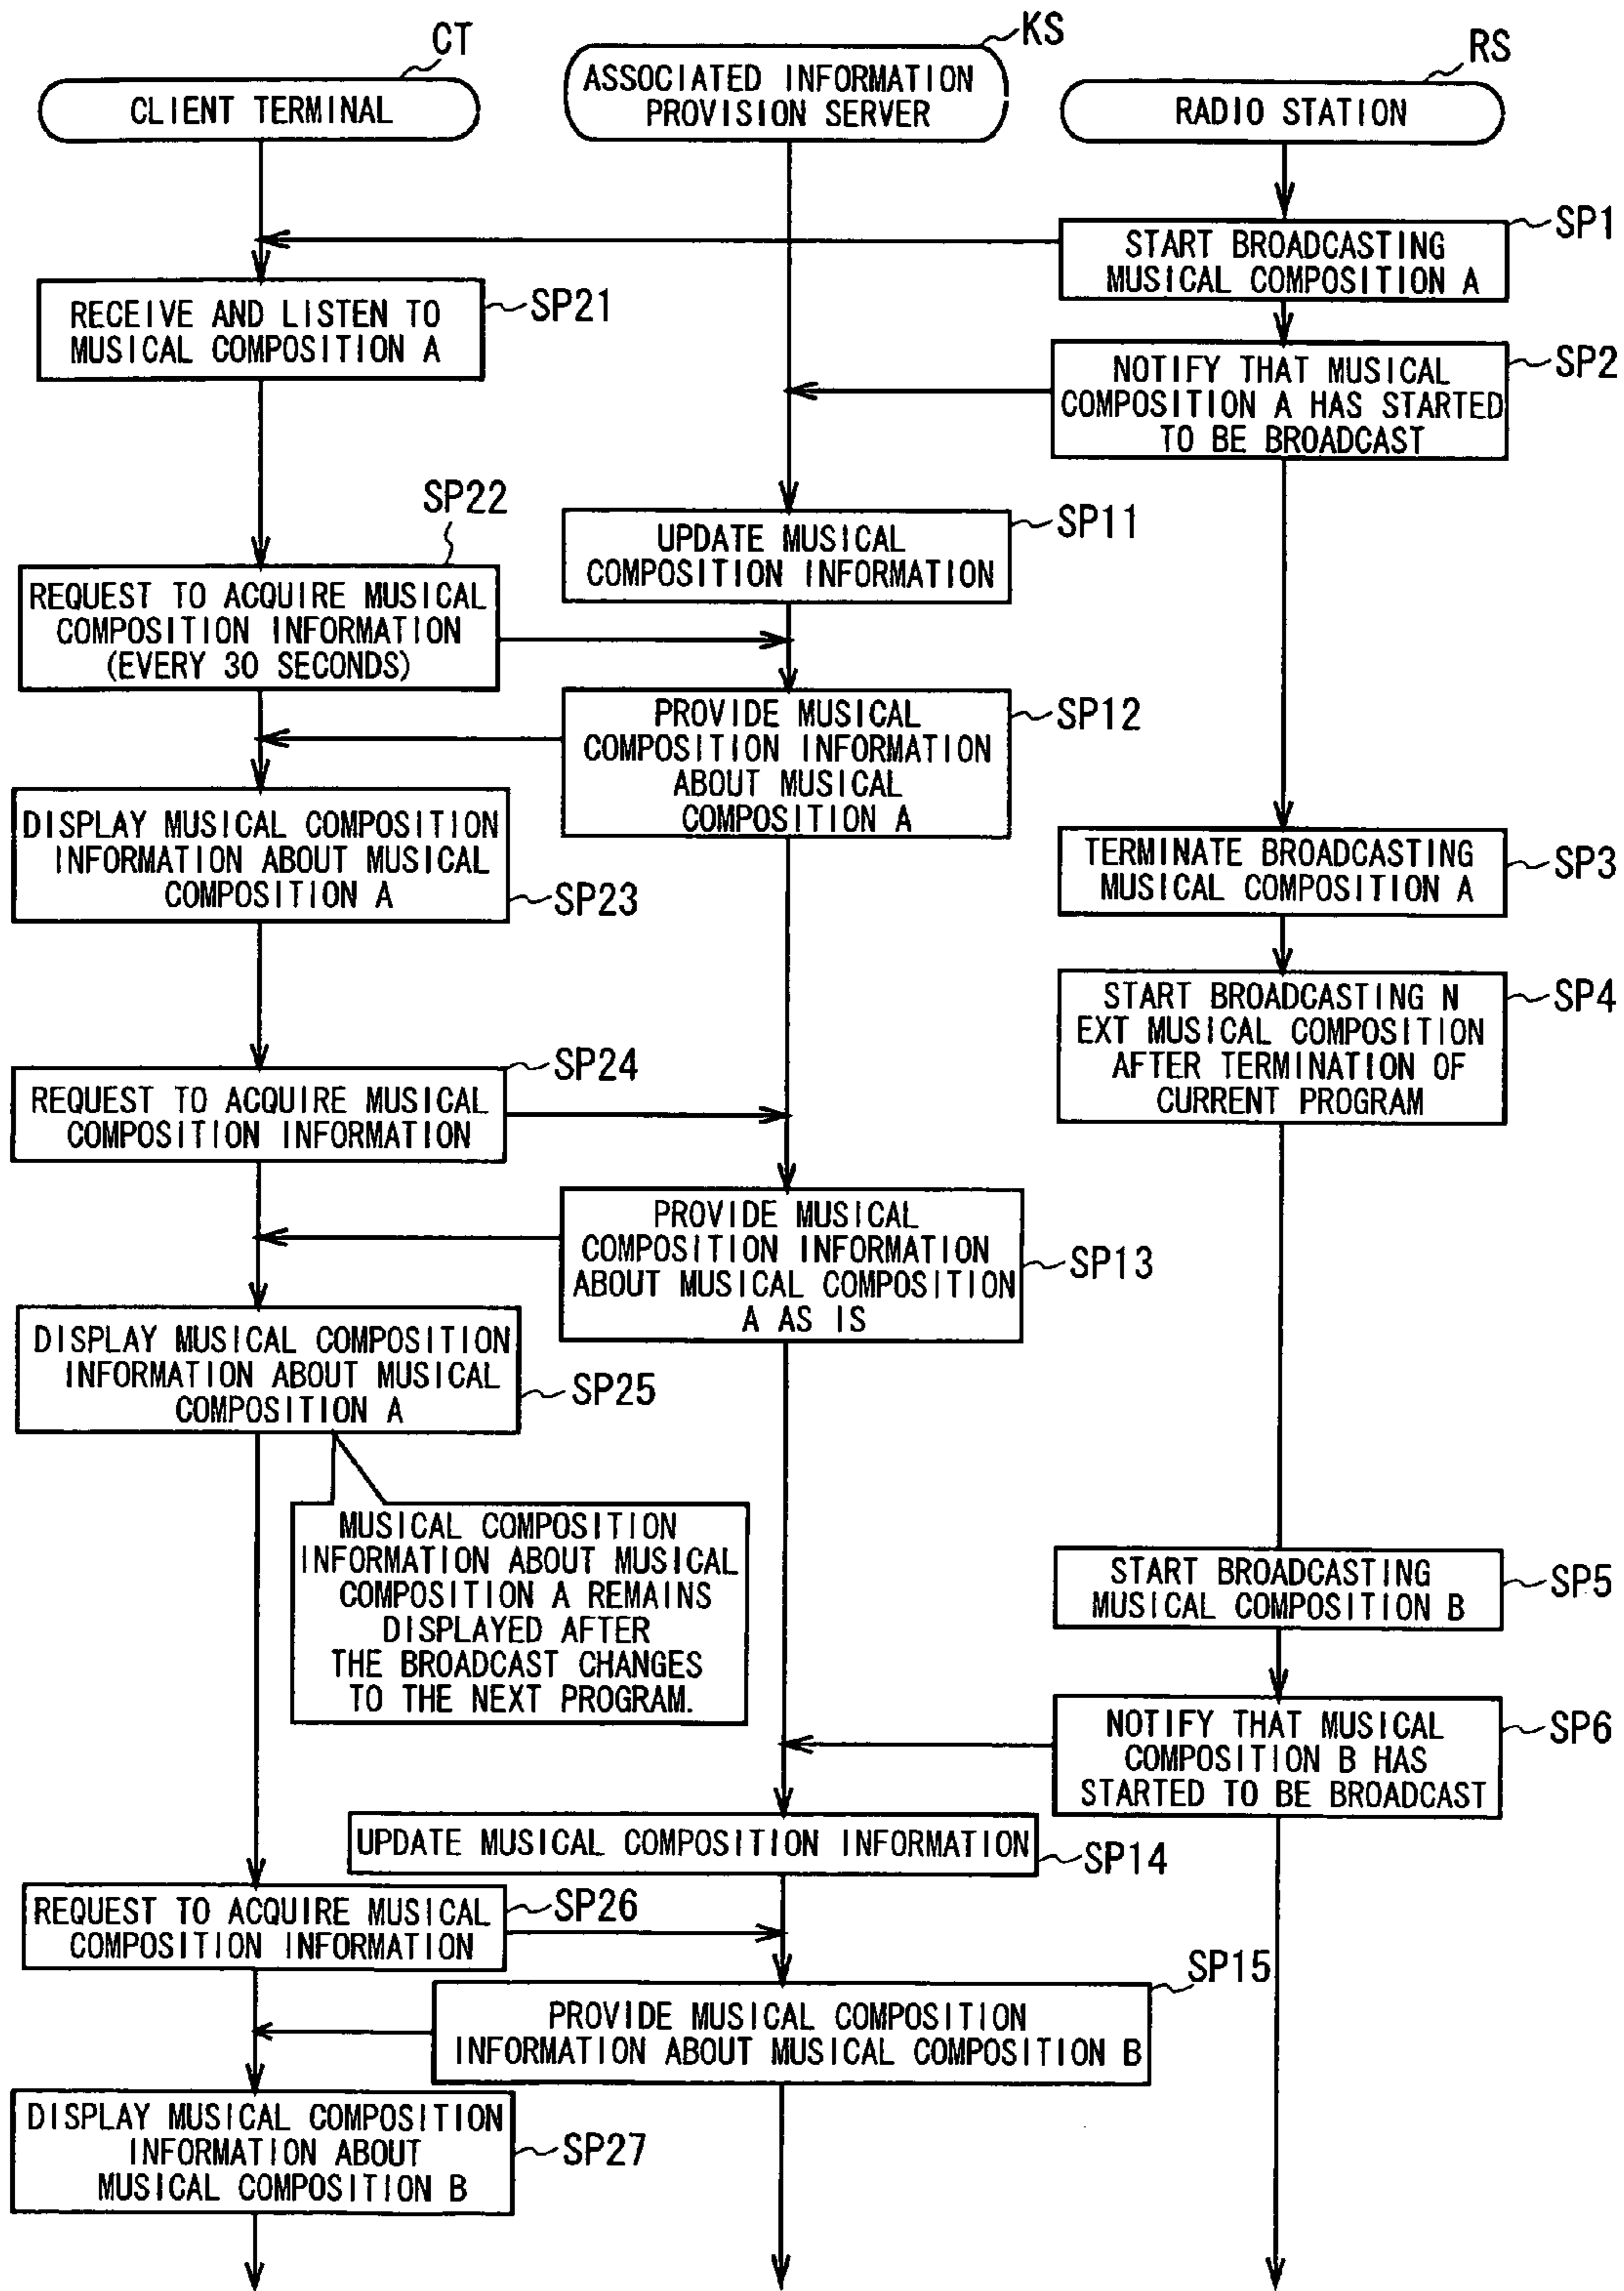 CT
KS
RS
CLIENT TERMINAL
ASSOCIATED INFORMATION
PROVISION SERVER
RADIO STATION
START BROADCASTING
MUSICAL COMPOSITION A
SP1
RECEIVE AND LISTEN TO
MUSICAL COMPOSITION A
SP21
NOTIFY THAT MUSICAL
COMPOSITION A HAS STARTED
TO BE BROADCAST
SP2
SP22
UPDATE MUSICAL
COMPOSITION INFORMATION
SP11
REQUEST TO ACQUIRE MUSICAL
COMPOSITION INFORMATION
(EVERY 30 SECONDS)
PROVIDE MUSICAL
COMPOSITION INFORMATION
ABOUT MUSICAL
COMPOSITION A
SP12
DISPLAY MUSICAL COMPOSITION
INFORMATION ABOUT MUSICAL
COMPOSITION A
SP23
TERMINATE BROADCASTING
MUSICAL COMPOSITION A
SP3
START BROADCASTING N
EXT MUSICAL COMPOSITION
AFTER TERMINATION OF
CURRENT PROGRAM
SP4
REQUEST TO ACQUIRE MUSICAL
COMPOSITION INFORMATION
SP24
PROVIDE MUSICAL
COMPOSITION INFORMATION
ABOUT MUSICAL COMPOSITION
A AS IS
SP13
DISPLAY MUSICAL COMPOSITION
INFORMATION ABOUT MUSICAL
COMPOSITION A
SP25
MUSICAL COMPOSITION
INFORMATION ABOUT MUSICAL
COMPOSITION A REMAINS
DISPLAYED AFTER
THE BROADCAST CHANGES
TO THE NEXT PROGRAM.
START BROADCASTING
MUSICAL COMPOSITION B
SP5
NOTIFY THAT MUSICAL
COMPOSITION B HAS
STARTED TO BE BROADCAST
SP6
UPDATE MUSICAL COMPOSITION INFORMATION
SP14
REQUEST TO ACQUIRE MUSICAL
COMPOSITION INFORMATION
SP26
PROVIDE MUSICAL COMPOSITION
INFORMATION ABOUT MUSICAL COMPOSITION B
SP15
DISPLAY MUSICAL COMPOSITION
INFORMATION ABOUT
MUSICAL COMPOSITION B
SP27